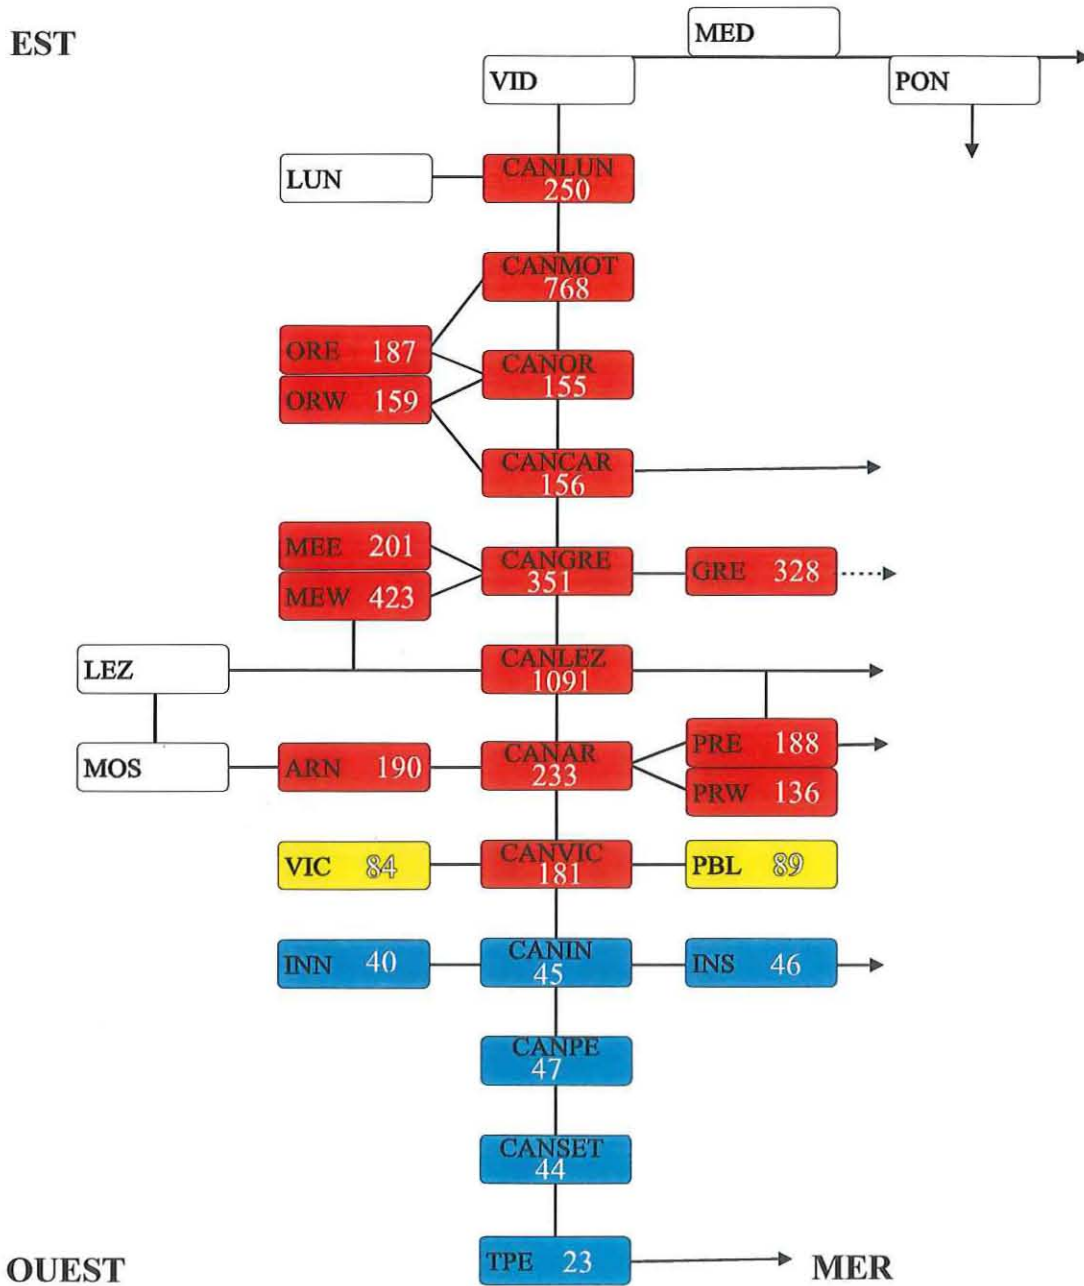 EST
MED
VID
PON
LUN
CANLUN
250
CANMOT
768
ORE 187
CANOR
155
ORW 159
CANCAR
156
MEE 201
CANGRE
351
GRE 328
MEW 423
LEZ
CANLEZ
1091
MOS
ARN 190
CANAR
233
PRE 188
PRW 136
VIC 84
CANVIC
181
PBL 89
INN 40
CANIN
45
INS 46
CANPE
47
CANSET
44
OUEST
TPE 23
MER